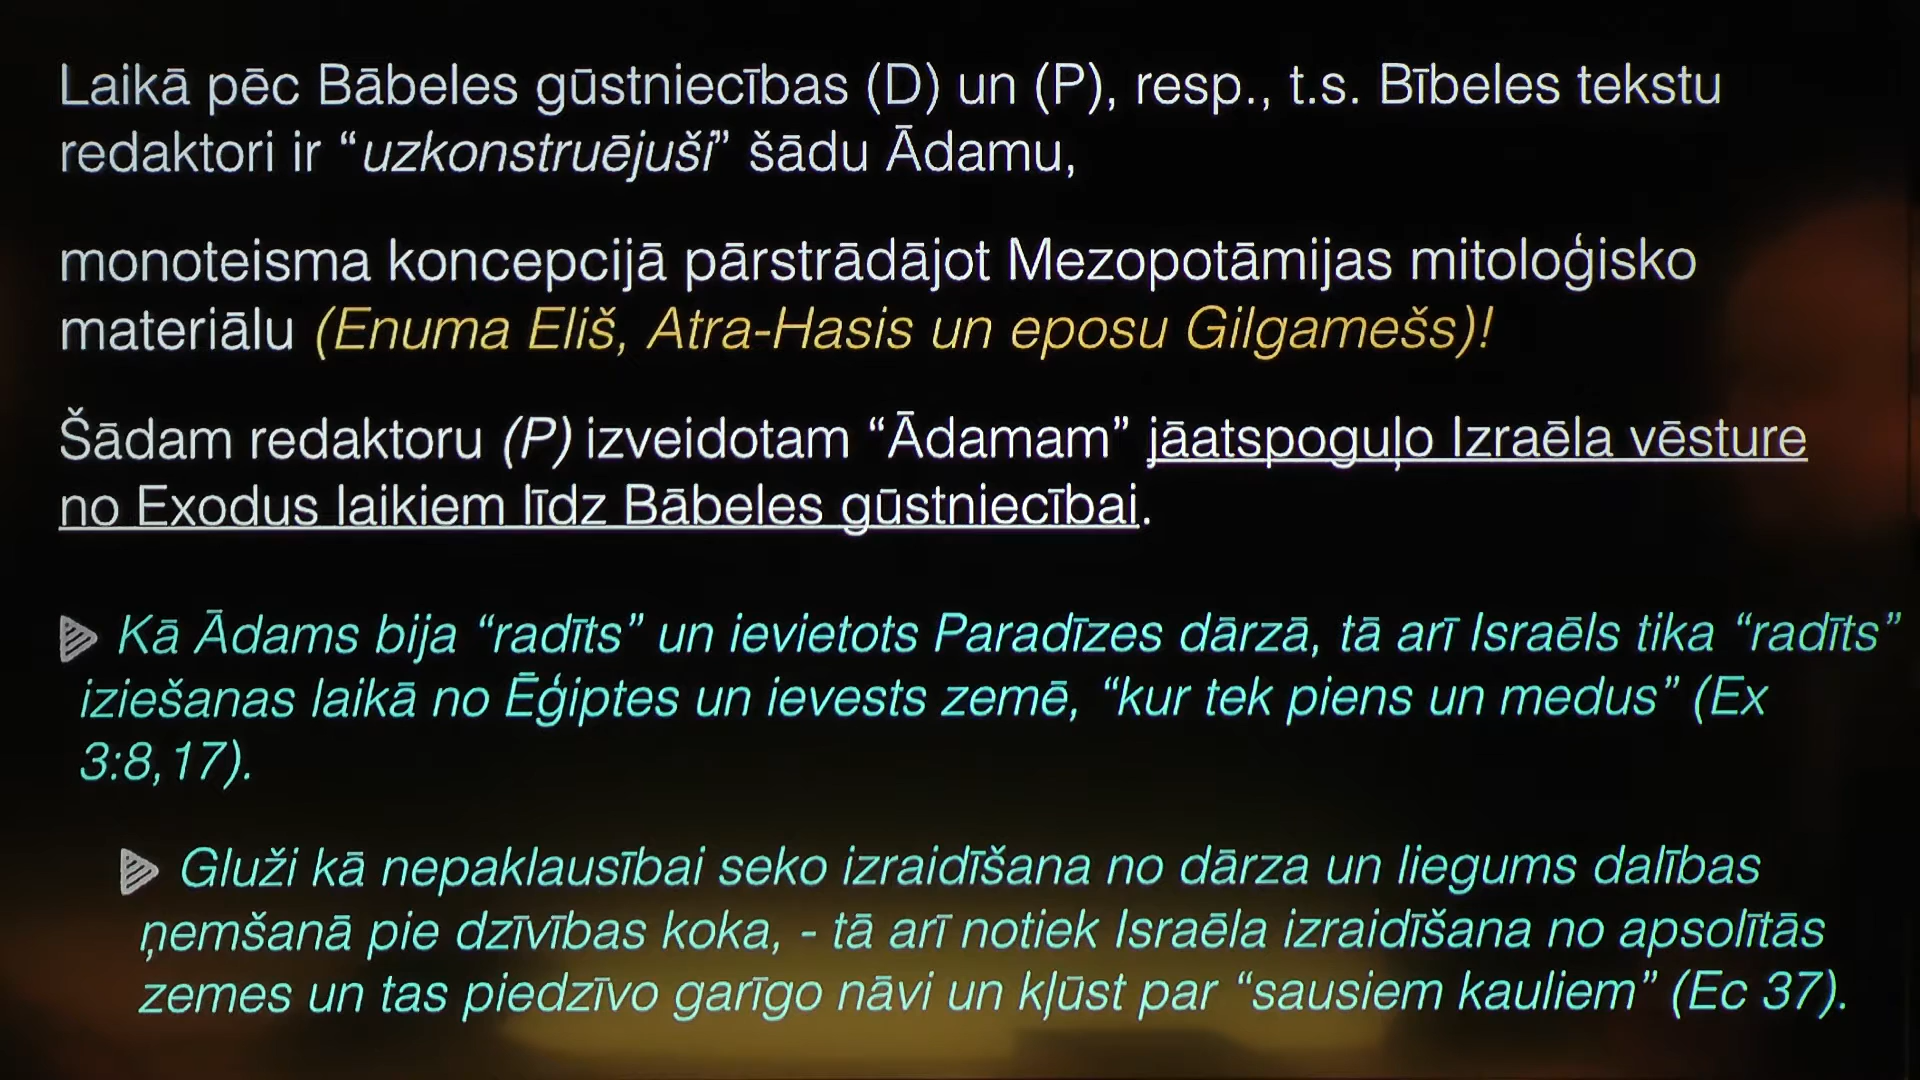 Laikā pēc Bābeles gūstniecības (D) un (P), resp., t.s. Bībeles tekstu
redaktori ir “uzkonstruējuši” šādu Ādamu,
monoteisma koncepcijā pārstrādājot Mezopotāmijas mitoloģisko
materiālu (Enuma Eliš, Atra-Hasis un eposu Gilgamešs)!
Šādam redaktoru (P) izveidotam “Ādamam” jāatspoguļo Izraēla vēsture
no Exodus laikiem līdz Bābeles gūstniecībai.
Kā Ādams bija “radīts” un ievietots Paradīzes dārzā, tā arī Israēls tika “radīts”
iziešanas laikā no Ēģiptes un ievests zemē, “kur tek piens un medus” (Ex
3:8,17).
Gluži kā nepaklausībai seko izraidīšana no dārza un liegums dalības
ņemšanā pie dzīvības koka, - tā arī notiek Israēla izraidīšana no apsolītās
zemes un tas piedzīvo garīgo nāvi un kļūst par “sausiem kauliem” (Ec 37).